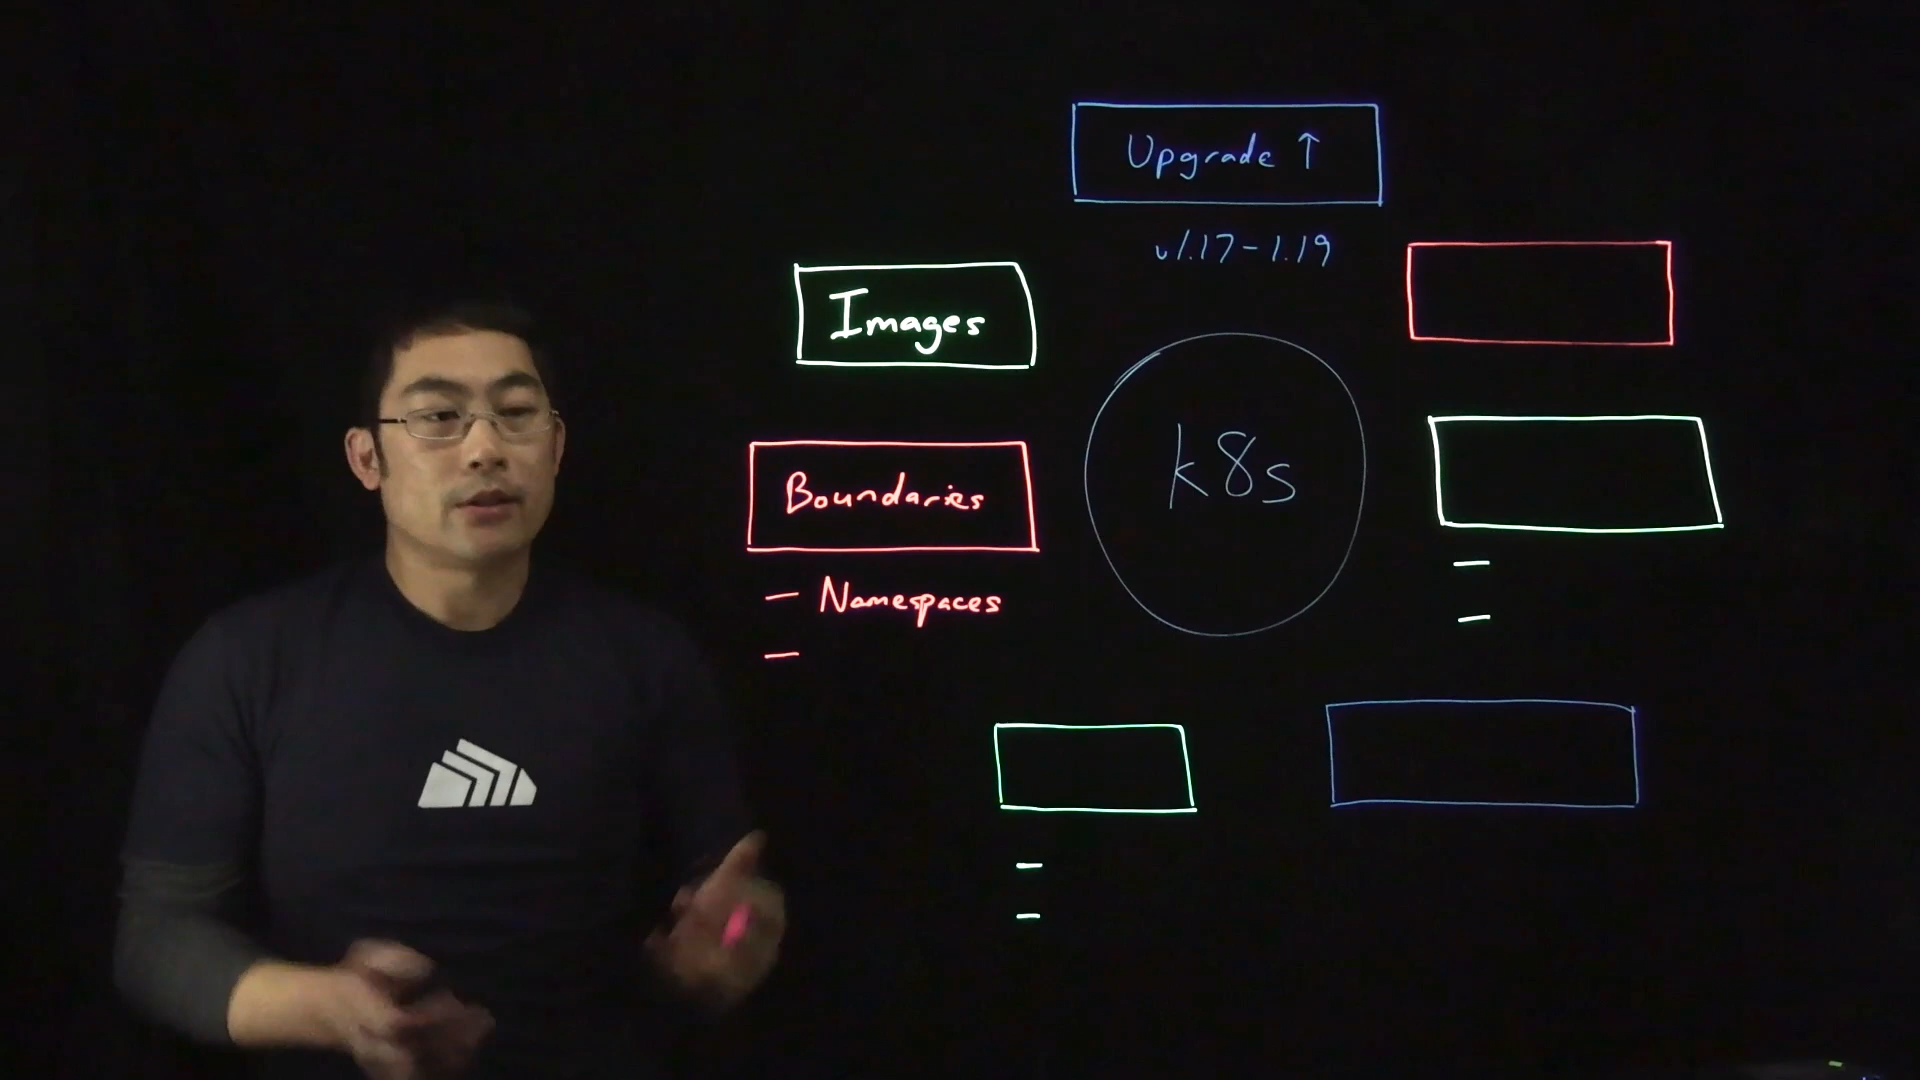 Upgrade ↑
v1.17-1.19
Images
Boundaries
- Namespaces
-
k8s
-
-
-
-